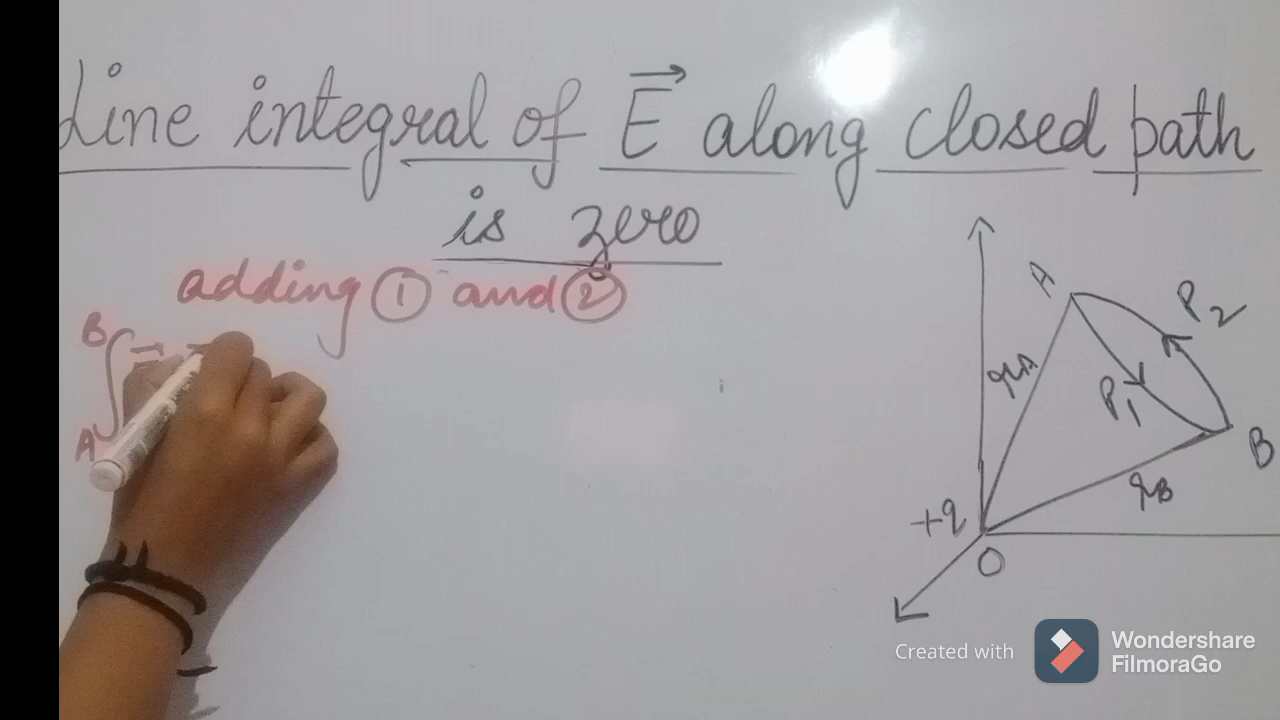 Line integral of E⃗ along closed path
is zero
adding ① and ②
B
∫
A
A
P2
rA
P1
B
rB
+q
O
Created with Wondershare
FilmoraGo